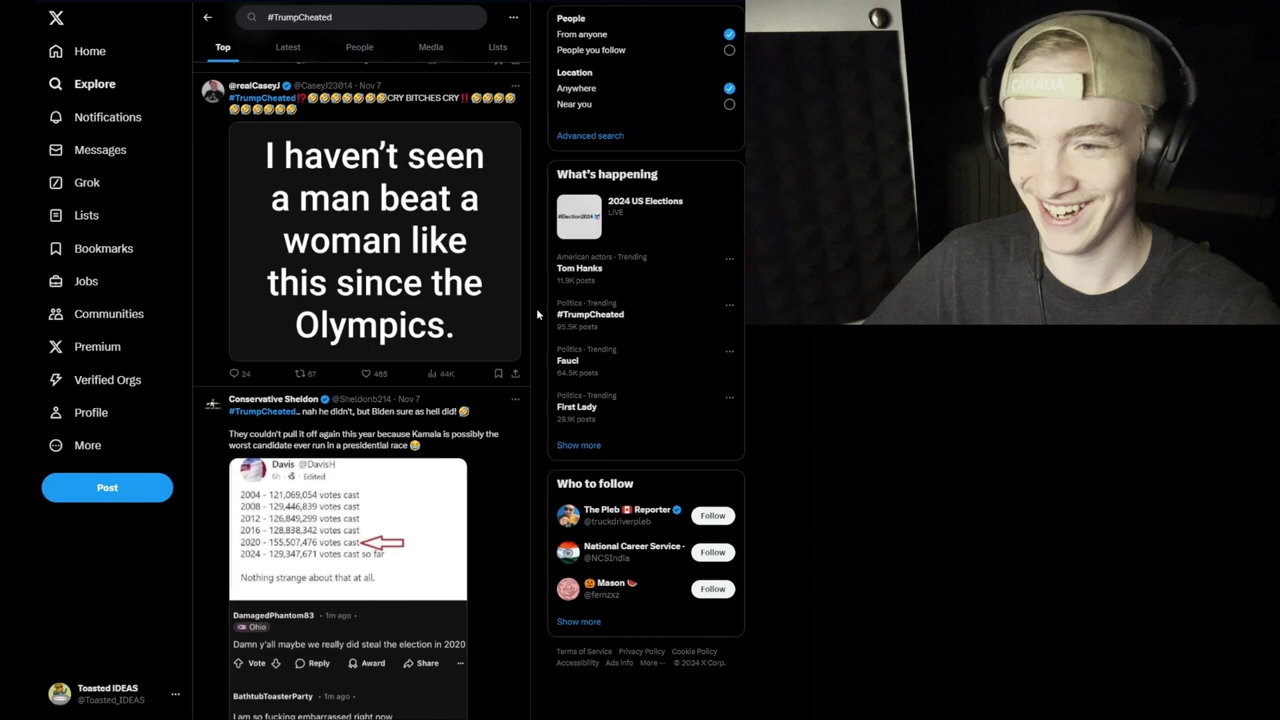 Home
Explore
Notifications
Messages
Grok
Lists
Bookmarks
Jobs
Communities
Premium
Verified Orgs
Profile
More
Post
Toasted IDEAS
@Toasted_IDEAS
#TrumpCheated
Top
Latest
People
Media
Lists
@realCaseyJ @CaseyJ23014 · Nov 7
#TrumpCheated⁉️🤣🤣🤣🤣🤣🤣🤣CRY BITCHES CRY‼️🤣🤣🤣🤣
🤣🤣🤣🤣🤣🤣
I haven't seen
a man beat a
woman like
this since the
Olympics.
24 67 465 44K
Conservative Sheldon @Sheldonb214 · Nov 7
#TrumpCheated.. nah he didn't, but Biden sure as hell did! 🤣
They couldn't pull it off again this year because Kamala is possibly the
worst candidate ever run in a presidential race 😂
Davis @DavisH
6h · Edited
2004 - 121,069,054 votes cast
2008 - 129,446,839 votes cast
2012 - 126,849,299 votes cast
2016 - 128,838,342 votes cast
2020 - 155,507,476 votes cast
2024 - 129,347,671 votes cast so far
Nothing strange about that at all.
DamagedPhantom83 · 1m ago ·
Ohio
Damn y'all maybe we really did steal the election in 2020
Vote Reply Award Share
BathtubToasterParty · 1m ago ·
I am so fucking embarrassed right now
People
From anyone
People you follow
Location
Anywhere
Near you
Advanced search
What's happening
#Election2024
2024 US Elections
LIVE
American actors · Trending
Tom Hanks
11.9K posts
Politics · Trending
#TrumpCheated
95.5K posts
Politics · Trending
Fauci
64.5K posts
Politics · Trending
First Lady
29.1K posts
Show more
Who to follow
The Pleb 🇨🇦 Reporter
@truckdriverpleb
Follow
National Career Service ·
@NCSIndia
Follow
🎃 Mason 🍉
@fernzxz
Follow
Show more
Terms of Service Privacy Policy Cookie Policy
Accessibility Ads info More ··· © 2024 X Corp.
CANADA